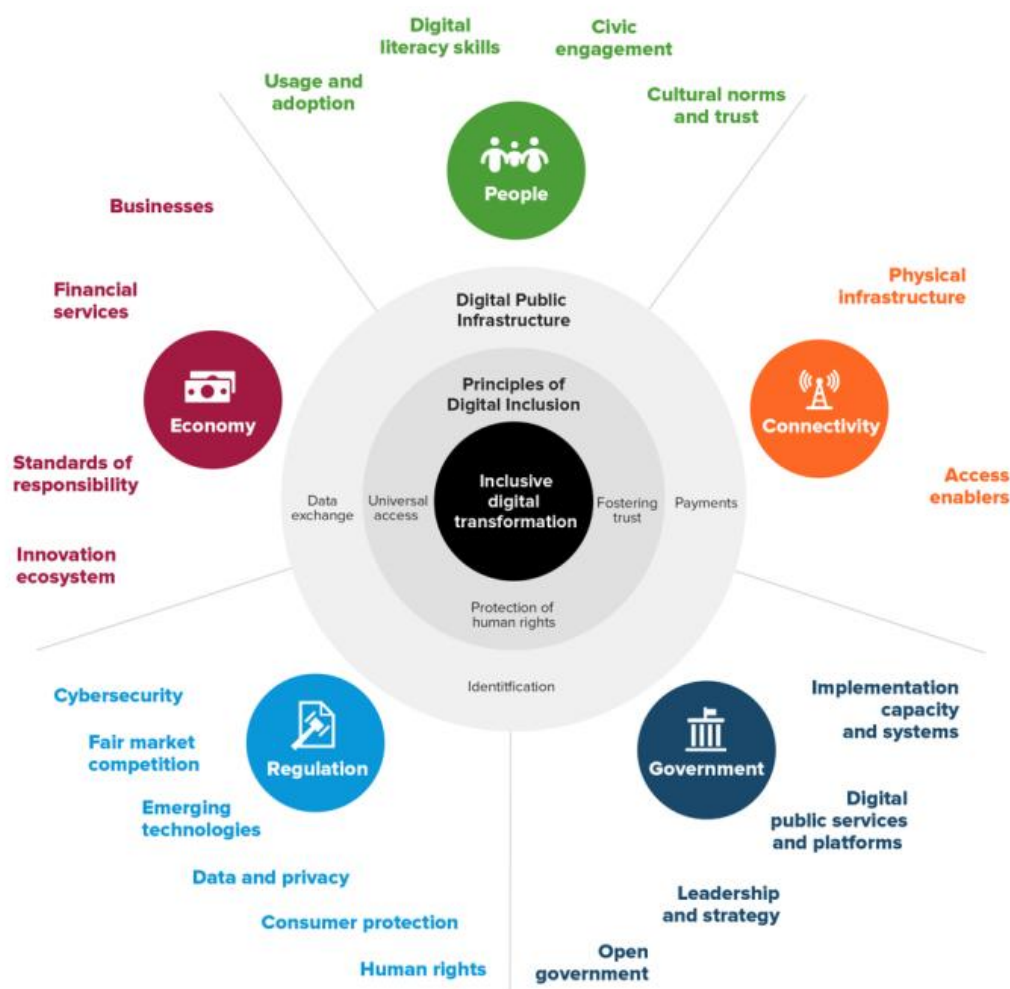 Digital
literacy skills
Civic
engagement
Usage and
adoption
Cultural norms
and trust
People
Businesses
Financial
services
Economy
Standards of
responsibility
Innovation
ecosystem
Physical
infrastructure
Connectivity
Access
enablers
Digital Public
Infrastructure
Principles of
Digital Inclusion
Inclusive
digital
transformation
Data
exchange
Universal
access
Fostering
trust
Payments
Protection of
human rights
Identitfication
Cybersecurity
Fair market
competition
Regulation
Emerging
technologies
Data and privacy
Consumer protection
Human rights
Government
Implementation
capacity
and systems
Digital
public services
and platforms
Leadership
and strategy
Open
government